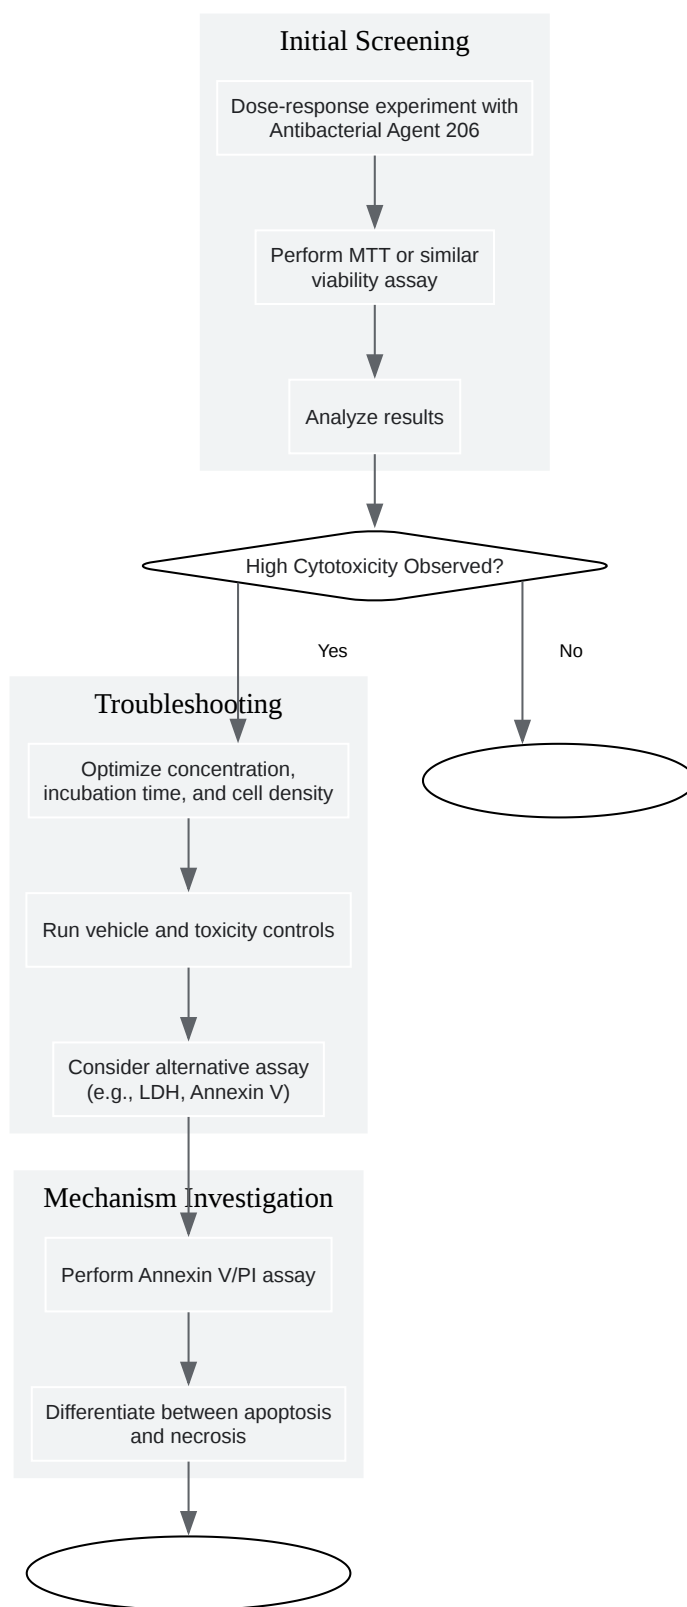 Initial Screening
Dose-response experiment with
Antibacterial Agent 206
Perform MTT or similar
viability assay
Analyze results
High Cytotoxicity Observed?
Yes
No
Troubleshooting
Optimize concentration,
incubation time, and cell density
Run vehicle and toxicity controls
Consider alternative assay
(e.g., LDH, Annexin V)
Mechanism Investigation
Perform Annexin V/PI assay
Differentiate between apoptosis
and necrosis